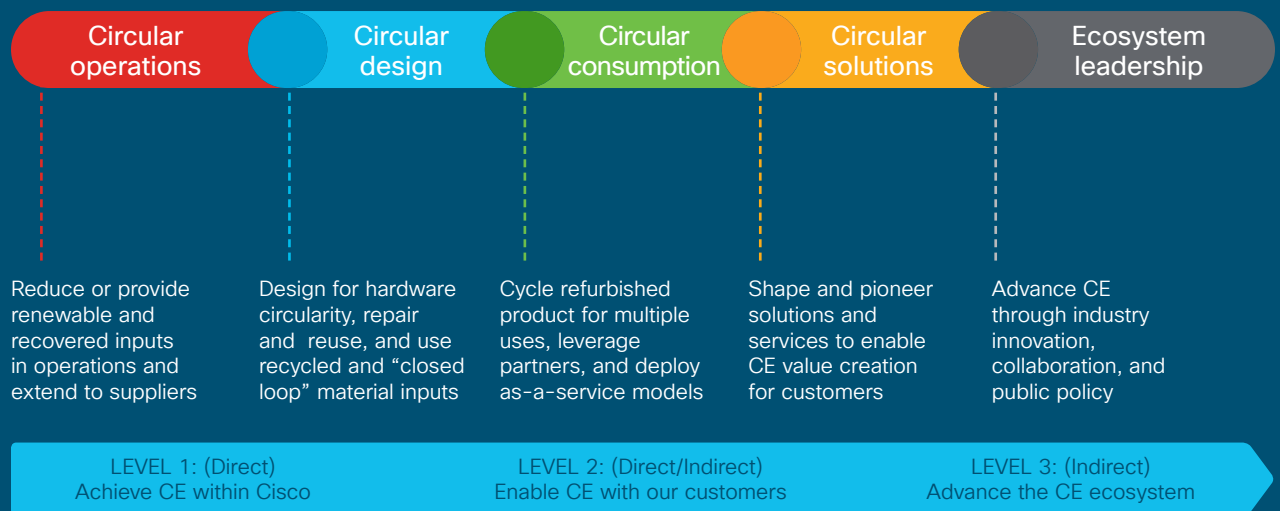 Circular
operations
Circular
design
Circular
consumption
Circular
solutions
Ecosystem
leadership
Reduce or provide
renewable and
recovered inputs
in operations and
extend to suppliers
Design for hardware
circularity, repair
and reuse, and use
recycled and “closed
loop” material inputs
Cycle refurbished
product for multiple
uses, leverage
partners, and deploy
as-a-service models
Shape and pioneer
solutions and
services to enable
CE value creation
for customers
Advance CE
through industry
innovation,
collaboration, and
public policy
LEVEL 1: (Direct)
Achieve CE within Cisco
LEVEL 2: (Direct/Indirect)
Enable CE with our customers
LEVEL 3: (Indirect)
Advance the CE ecosystem